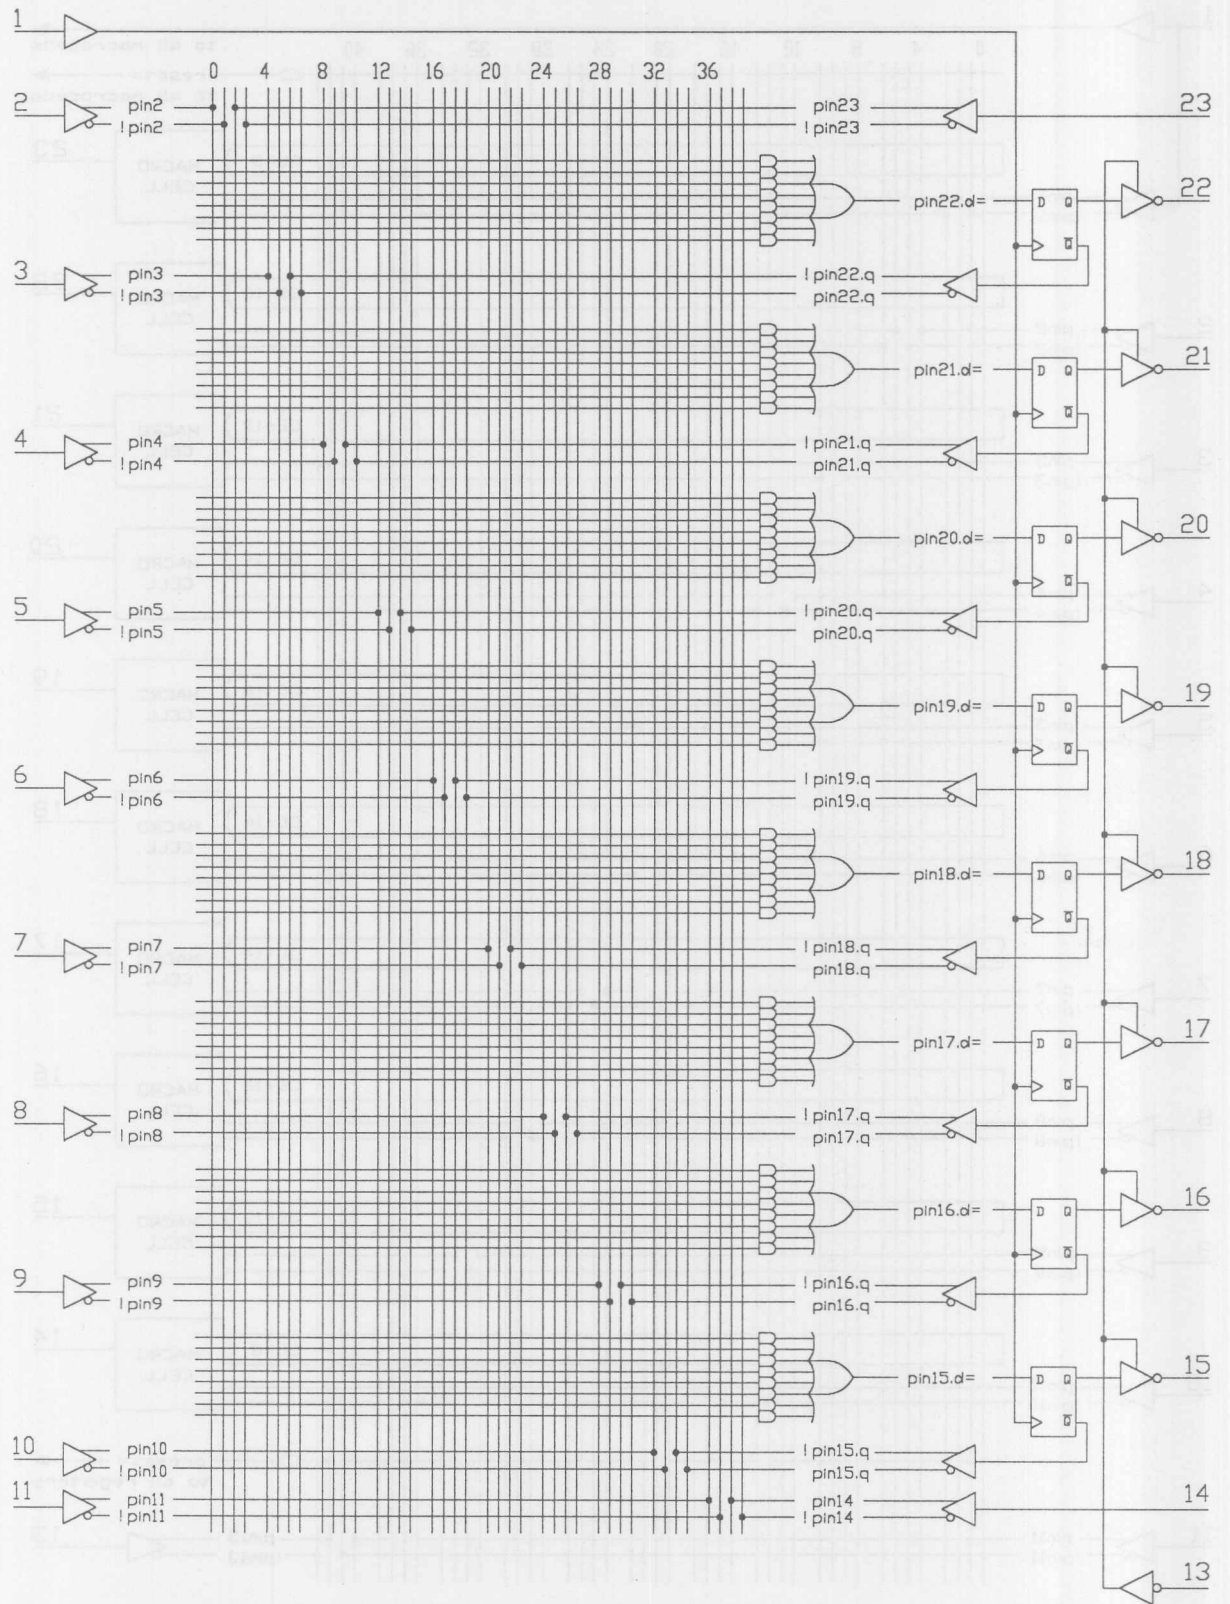 1
0 4 8 12 16 20 24 28 32 36
2 pin2 pin23 23
!pin2 !pin23
pin22.d= D Q 22
Q
3 pin3 !pin22.q
!pin3 pin22.q
pin21.d= D Q 21
Q
4 pin4 !pin21.q
!pin4 pin21.q
pin20.d= D Q 20
Q
5 pin5 !pin20.q
!pin5 pin20.q
pin19.d= D Q 19
Q
6 pin6 !pin19.q
!pin6 pin19.q
pin18.d= D Q 18
Q
7 pin7 !pin18.q
!pin7 pin18.q
pin17.d= D Q 17
Q
8 pin8 !pin17.q
!pin8 pin17.q
pin16.d= D Q 16
Q
9 pin9 !pin16.q
!pin9 pin16.q
pin15.d= D Q 15
Q
10 pin10 !pin15.q
!pin10 pin15.q
11 pin11 pin14 14
!pin11 !pin14
13